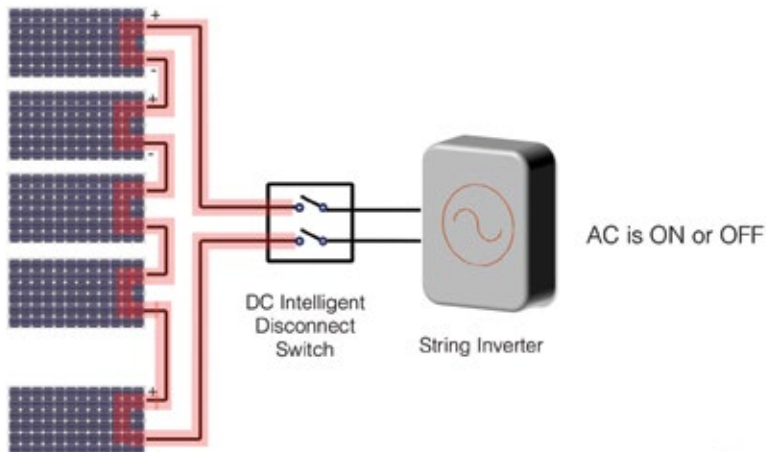 +
-
+
-
DC Intelligent
Disconnect
Switch
String Inverter
AC is ON or OFF
+